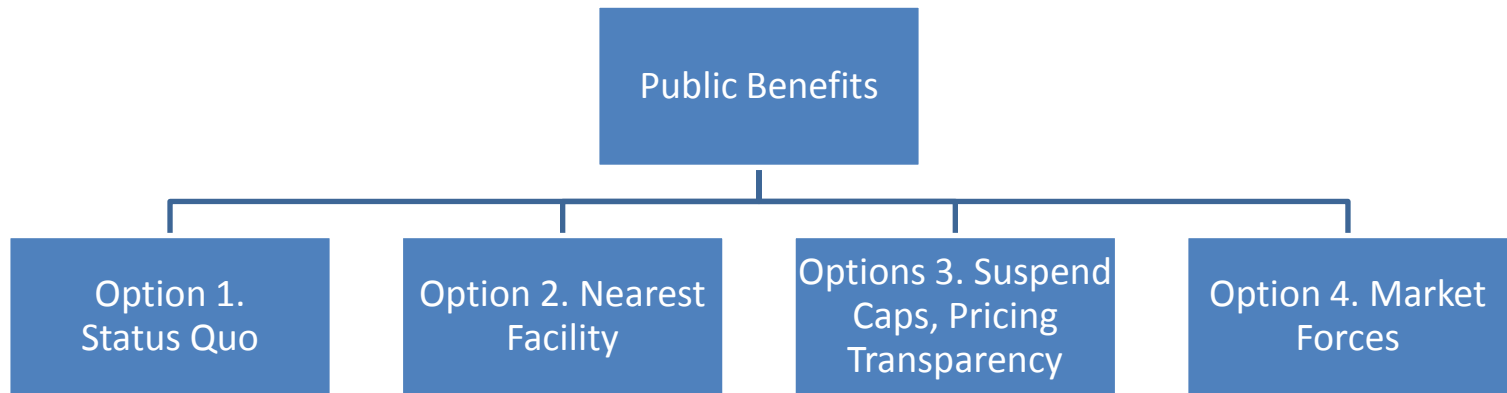 Public Benefits
Option 1.
Status Quo
Option 2. Nearest
Facility
Options 3. Suspend
Caps, Pricing
Transparency
Option 4. Market
Forces